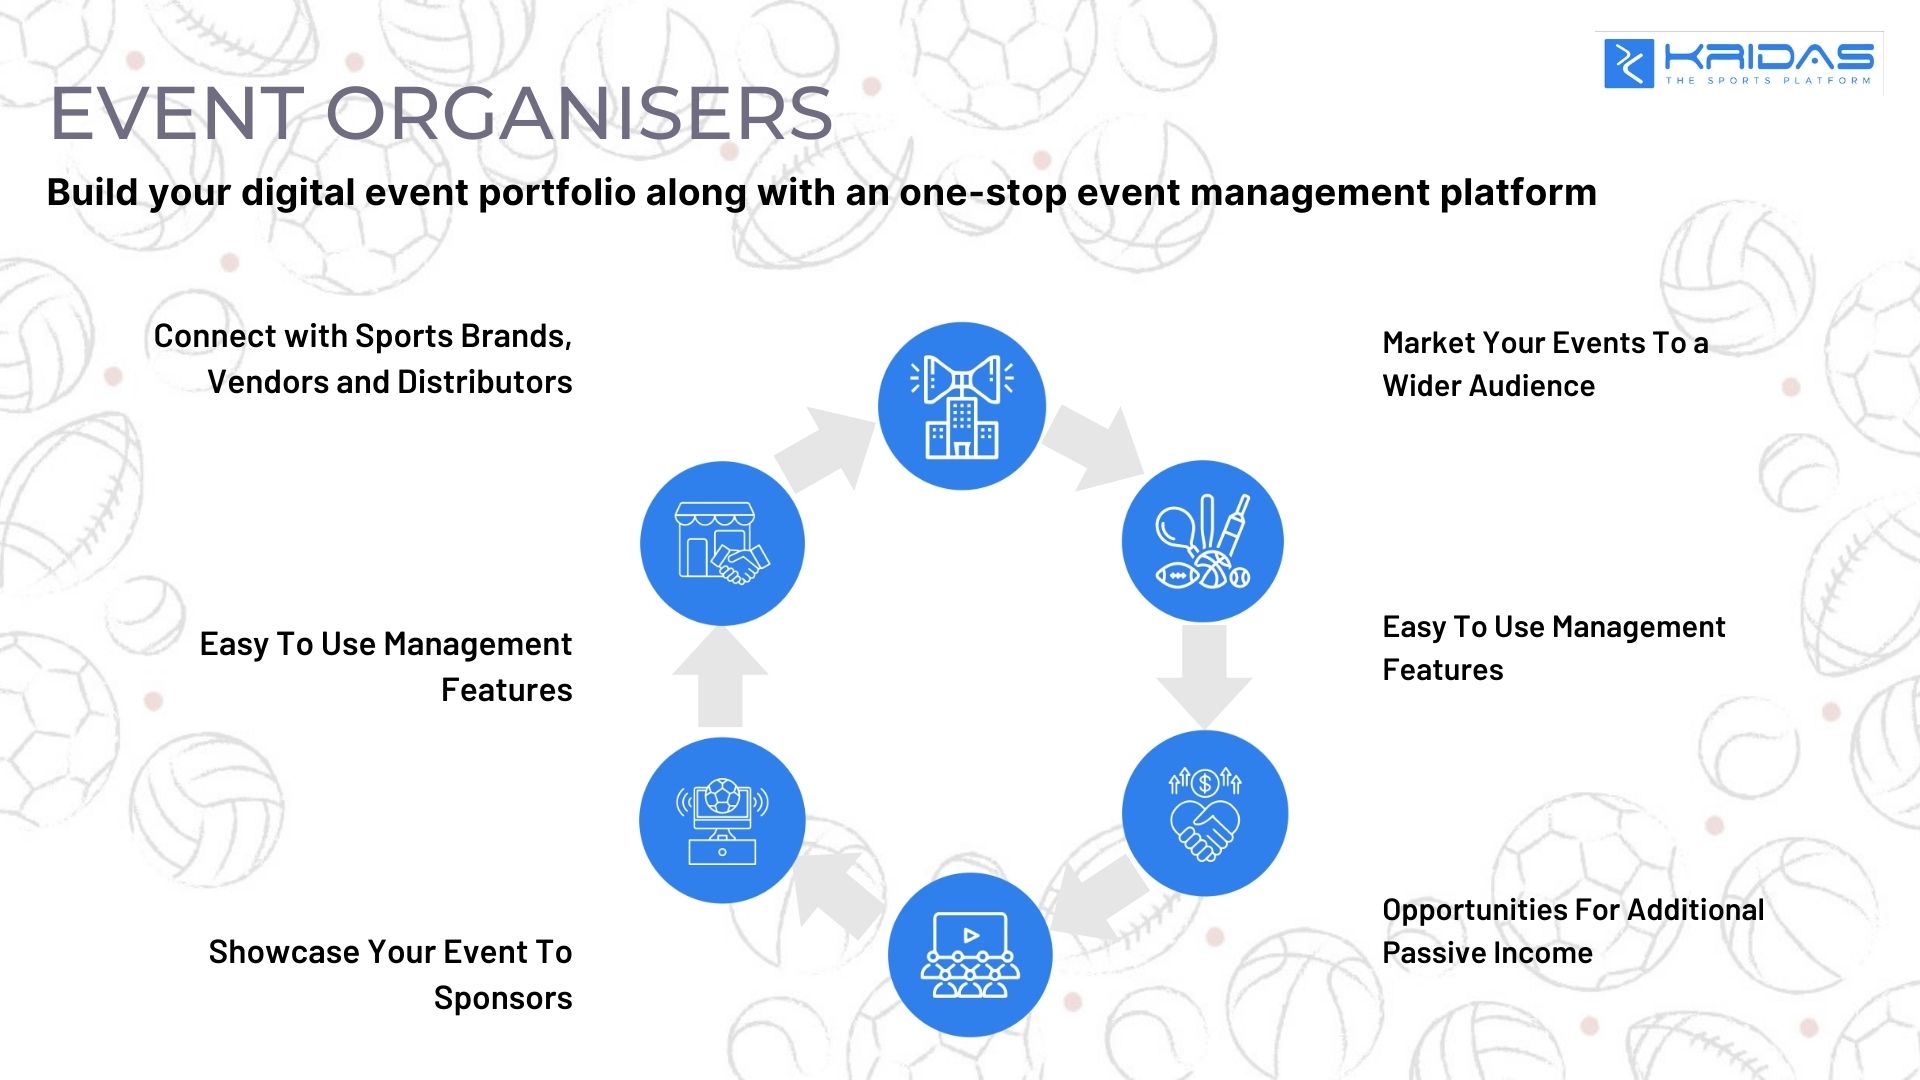 KRIDAS
THE SPORTS PLATFORM
EVENT ORGANISERS
Build your digital event portfolio along with an one-stop event management platform
Connect with Sports Brands,
Vendors and Distributors
Easy To Use Management
Features
Showcase Your Event To
Sponsors
Market Your Events To a
Wider Audience
Easy To Use Management
Features
Opportunities For Additional
Passive Income
$